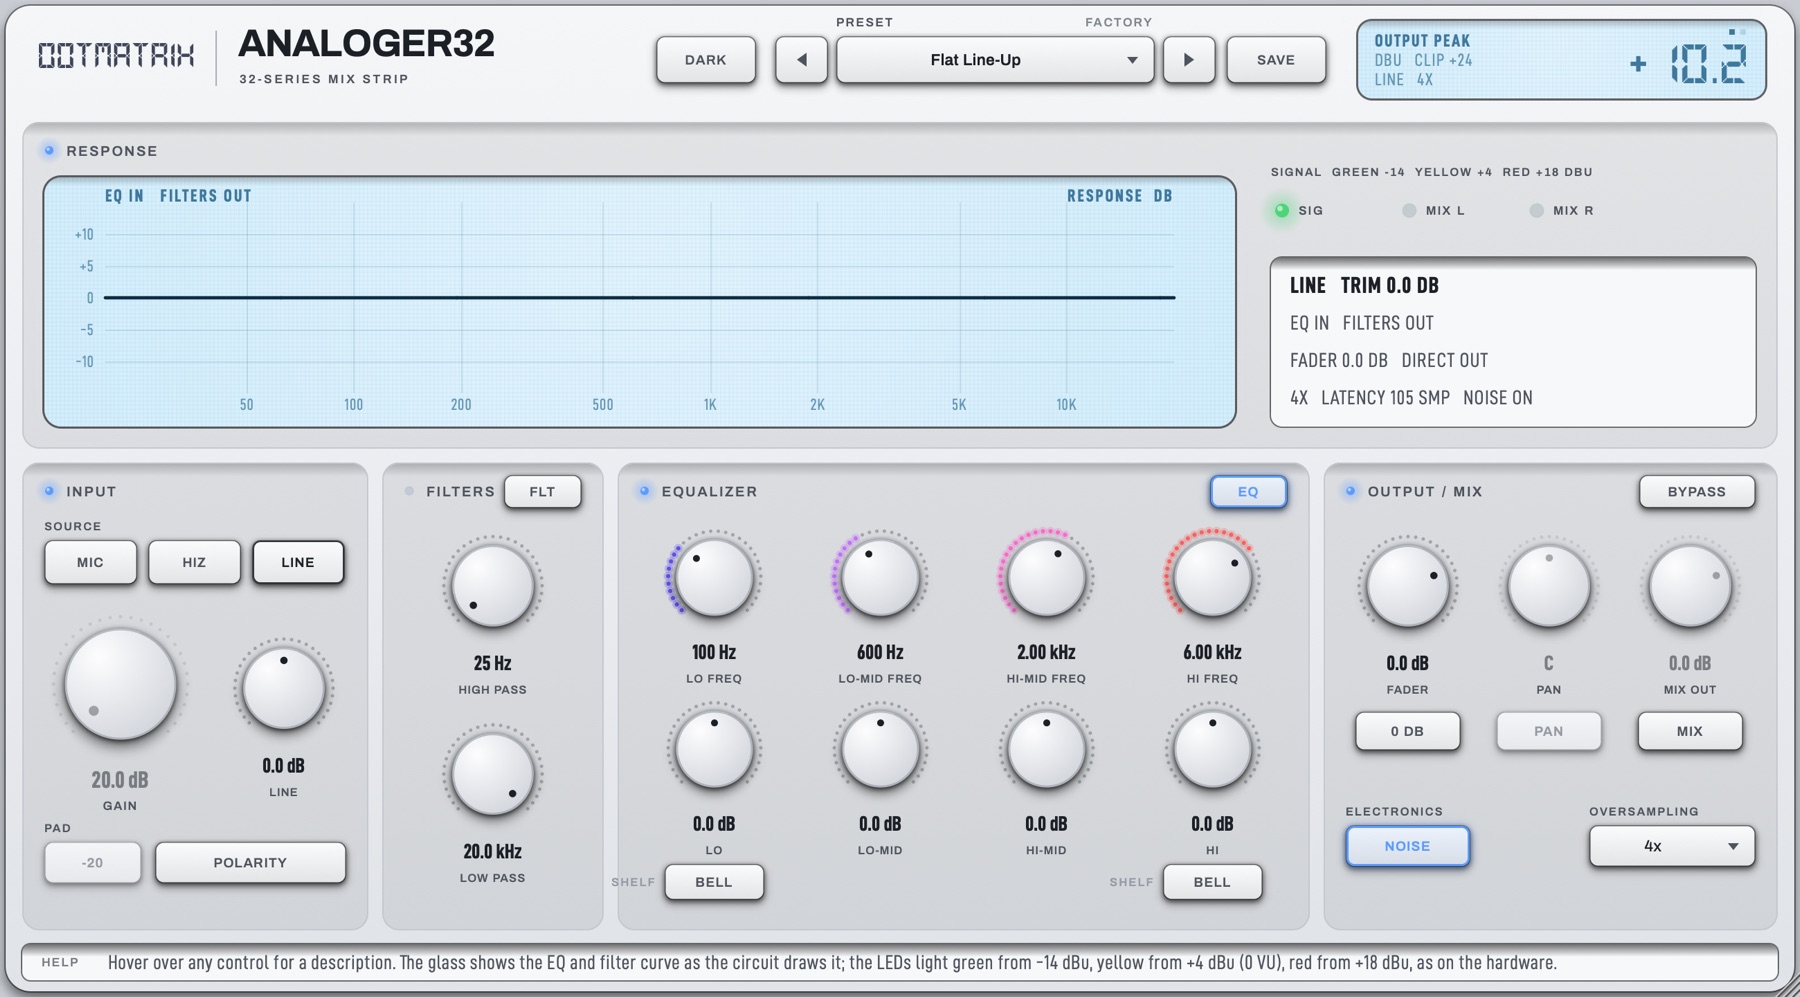 DOTMATRIX
ANALOGER32
32-SERIES MIX STRIP
DARK
PRESET FACTORY
Flat Line-Up
SAVE
OUTPUT PEAK
DBU CLIP +24
LINE 4X
+ 10.2
RESPONSE
EQ IN FILTERS OUT RESPONSE DB
+10
+5
0
-5
-10
50 100 200 500 1K 2K 5K 10K
SIGNAL GREEN -14 YELLOW +4 RED +18 DBU
SIG MIX L MIX R
LINE TRIM 0.0 DB
EQ IN FILTERS OUT
FADER 0.0 DB DIRECT OUT
4X LATENCY 105 SMP NOISE ON
INPUT
SOURCE
MIC HIZ LINE
20.0 dB
GAIN
0.0 dB
LINE
PAD
-20 POLARITY
FILTERS FLT
25 Hz
HIGH PASS
20.0 kHz
LOW PASS
EQUALIZER EQ
100 Hz 600 Hz 2.00 kHz 6.00 kHz
LO FREQ LO-MID FREQ HI-MID FREQ HI FREQ
0.0 dB 0.0 dB 0.0 dB 0.0 dB
LO LO-MID HI-MID HI
SHELF BELL SHELF BELL
OUTPUT / MIX BYPASS
0.0 dB C 0.0 dB
FADER PAN MIX OUT
0 DB PAN MIX
ELECTRONICS OVERSAMPLING
NOISE 4x
HELP Hover over any control for a description. The glass shows the EQ and filter curve as the circuit draws it; the LEDs light green from -14 dBu, yellow from +4 dBu (0 VU), red from +18 dBu, as on the hardware.